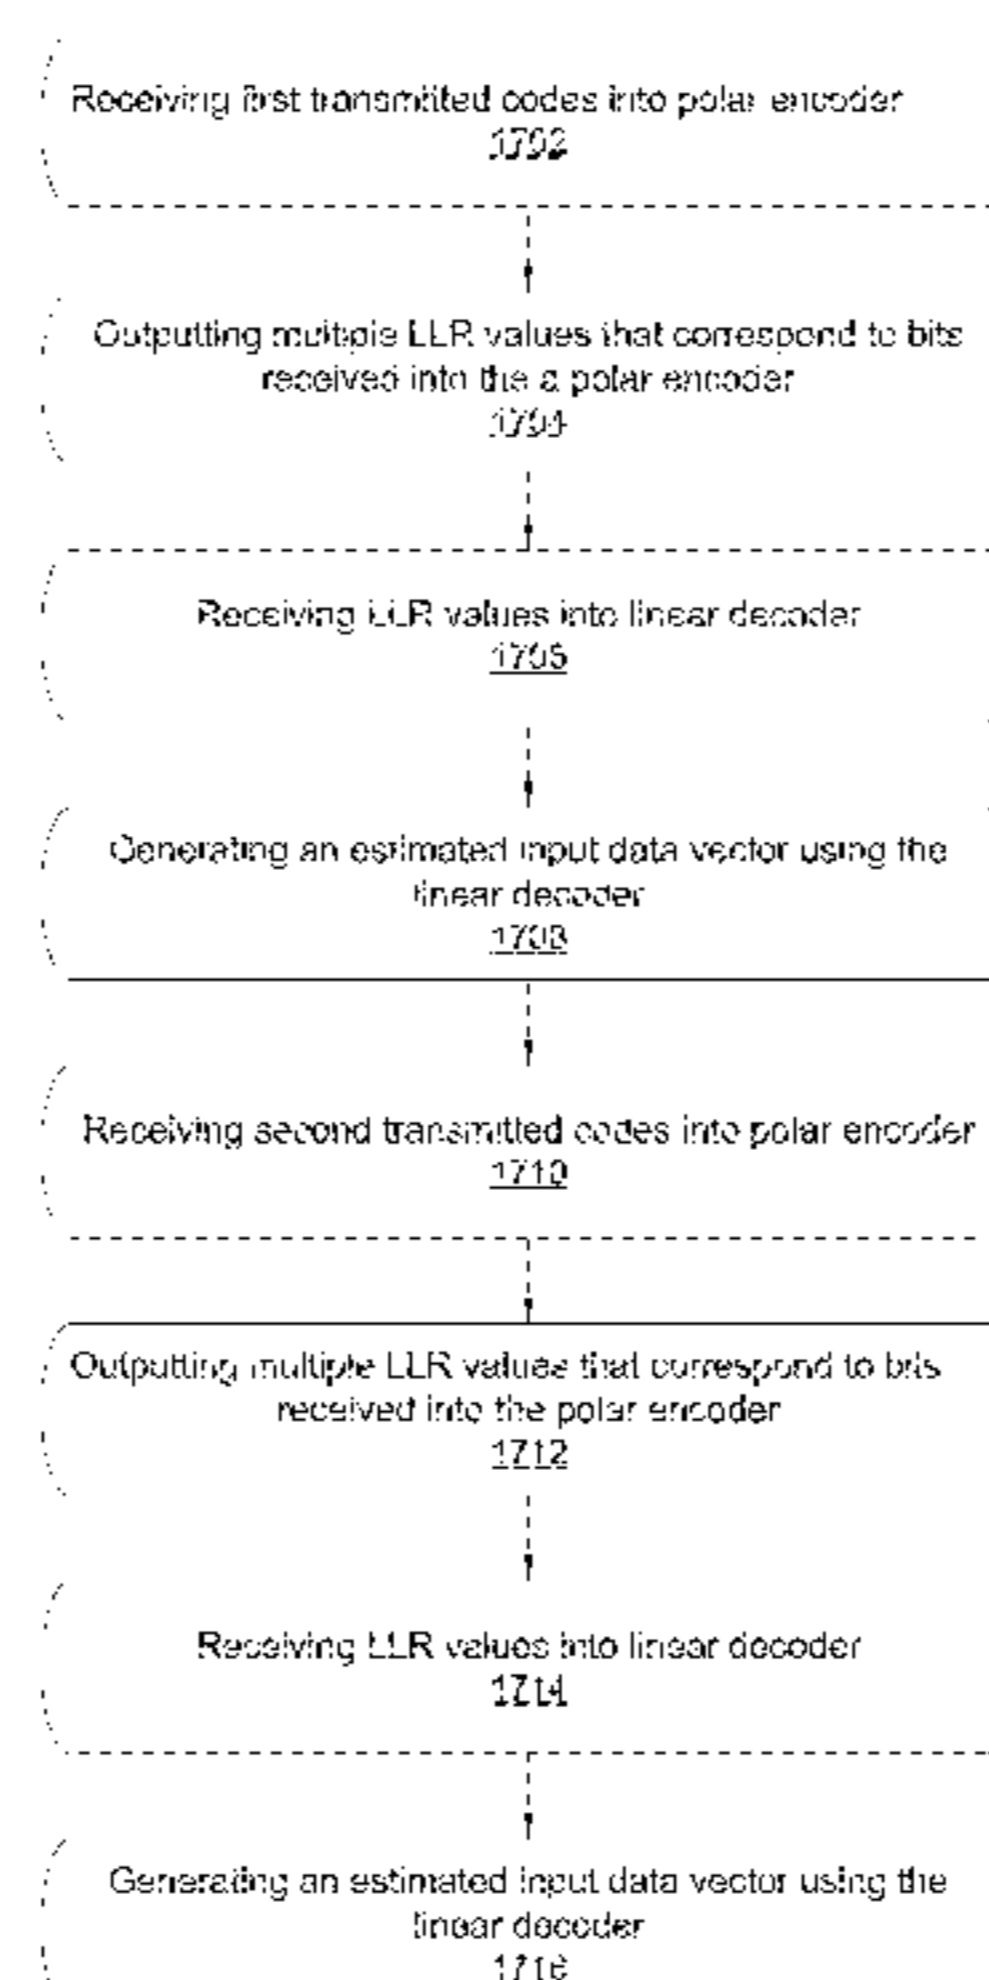 Receiving first transmitted codes into polar encoder
1702
Outputting multiple LLR values that correspond to bits
received into the a polar encoder
1704
Receiving LLR values into linear decoder
1706
Generating an estimated input data vector using the
linear decoder
1708
Receiving second transmitted codes into polar encoder
1710
Outputting multiple LLR values that correspond to bits
received into the polar encoder
1712
Receiving LLR values into linear decoder
1714
Generating an estimated input data vector using the
linear decoder
1716